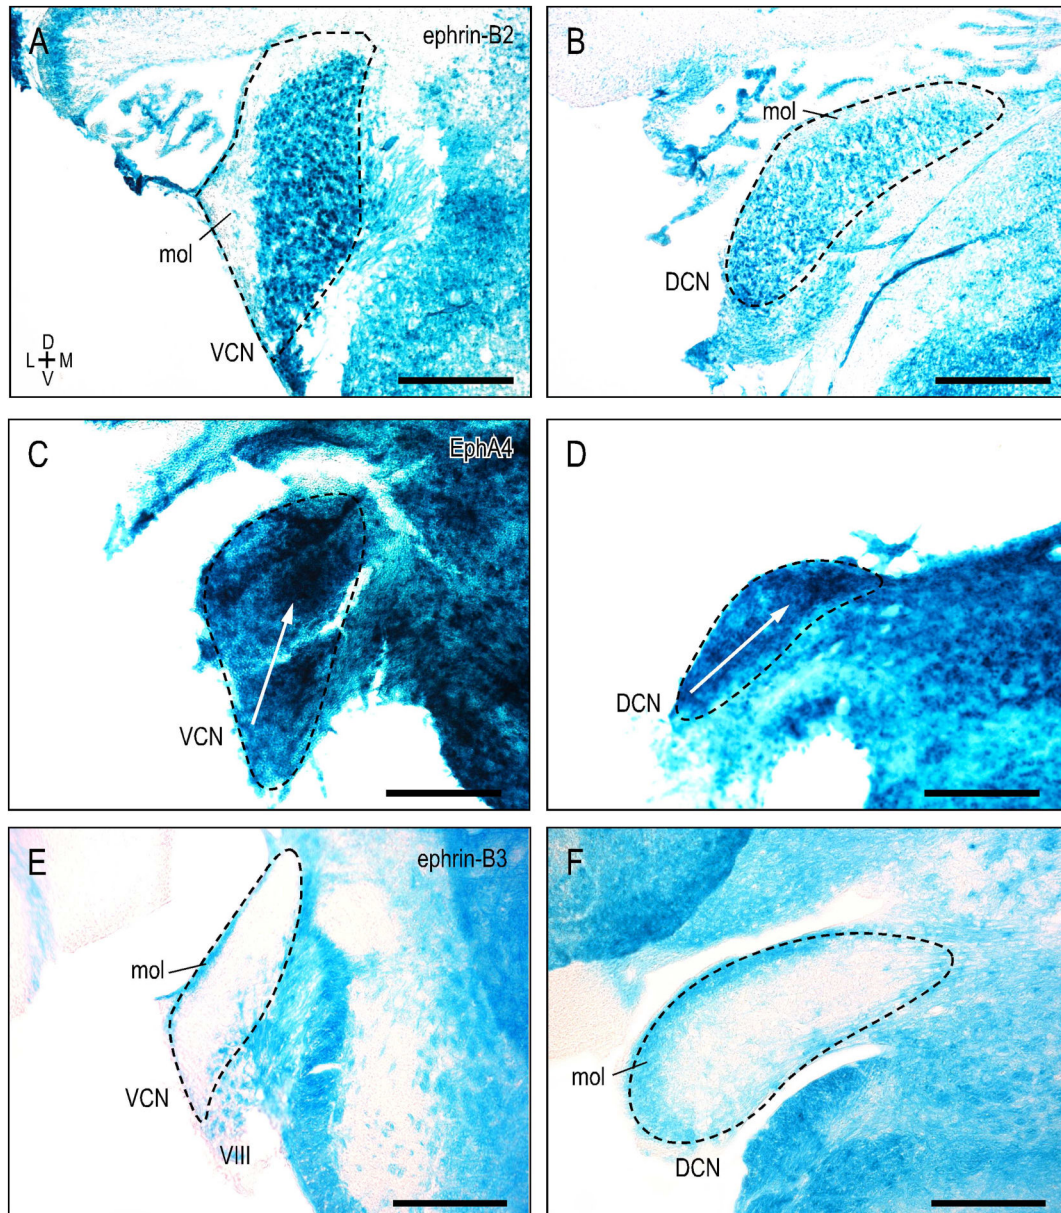 A
ephrin-B2
mol
VCN
D
L M
V
B
mol
DCN
C
EphA4
VCN
D
DCN
E
ephrin-B3
mol
VCN
VIII
F
mol
DCN